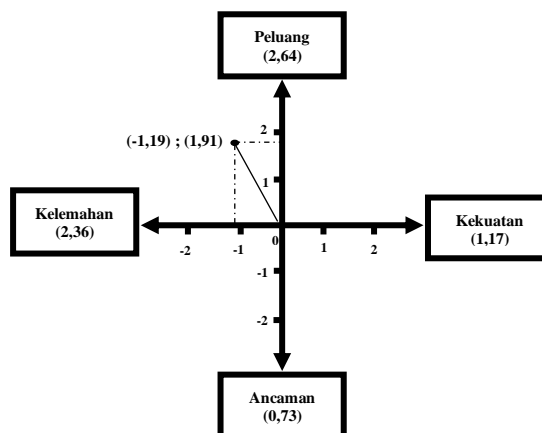 Peluang
(2,64)
2
(-1,19) ; (1,91)
1
Kelemahan
(2,36)
Kekuatan
(1,17)
-2
-1
0
1
2
-1
-2
Ancaman
(0,73)